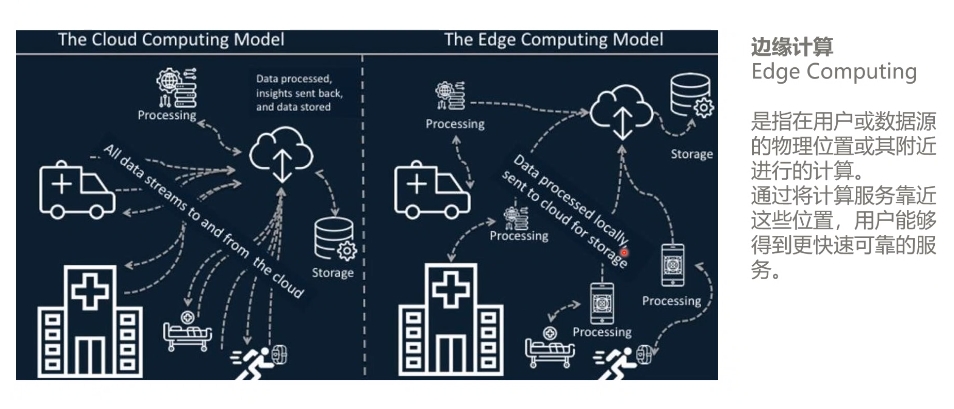 The Cloud Computing Model
Processing
Data processed,
insights sent back,
and data stored
All data streams to and from the cloud
Storage
The Edge Computing Model
Processing
Storage
Data processed locally,
sent to cloud for storage
Processing
Processing
Processing
边缘计算
Edge Computing
是指在用户或数据源
的物理位置或其附近
进行的计算。
通过将计算服务靠近
这些位置，用户能够
得到更快速可靠的服
务。